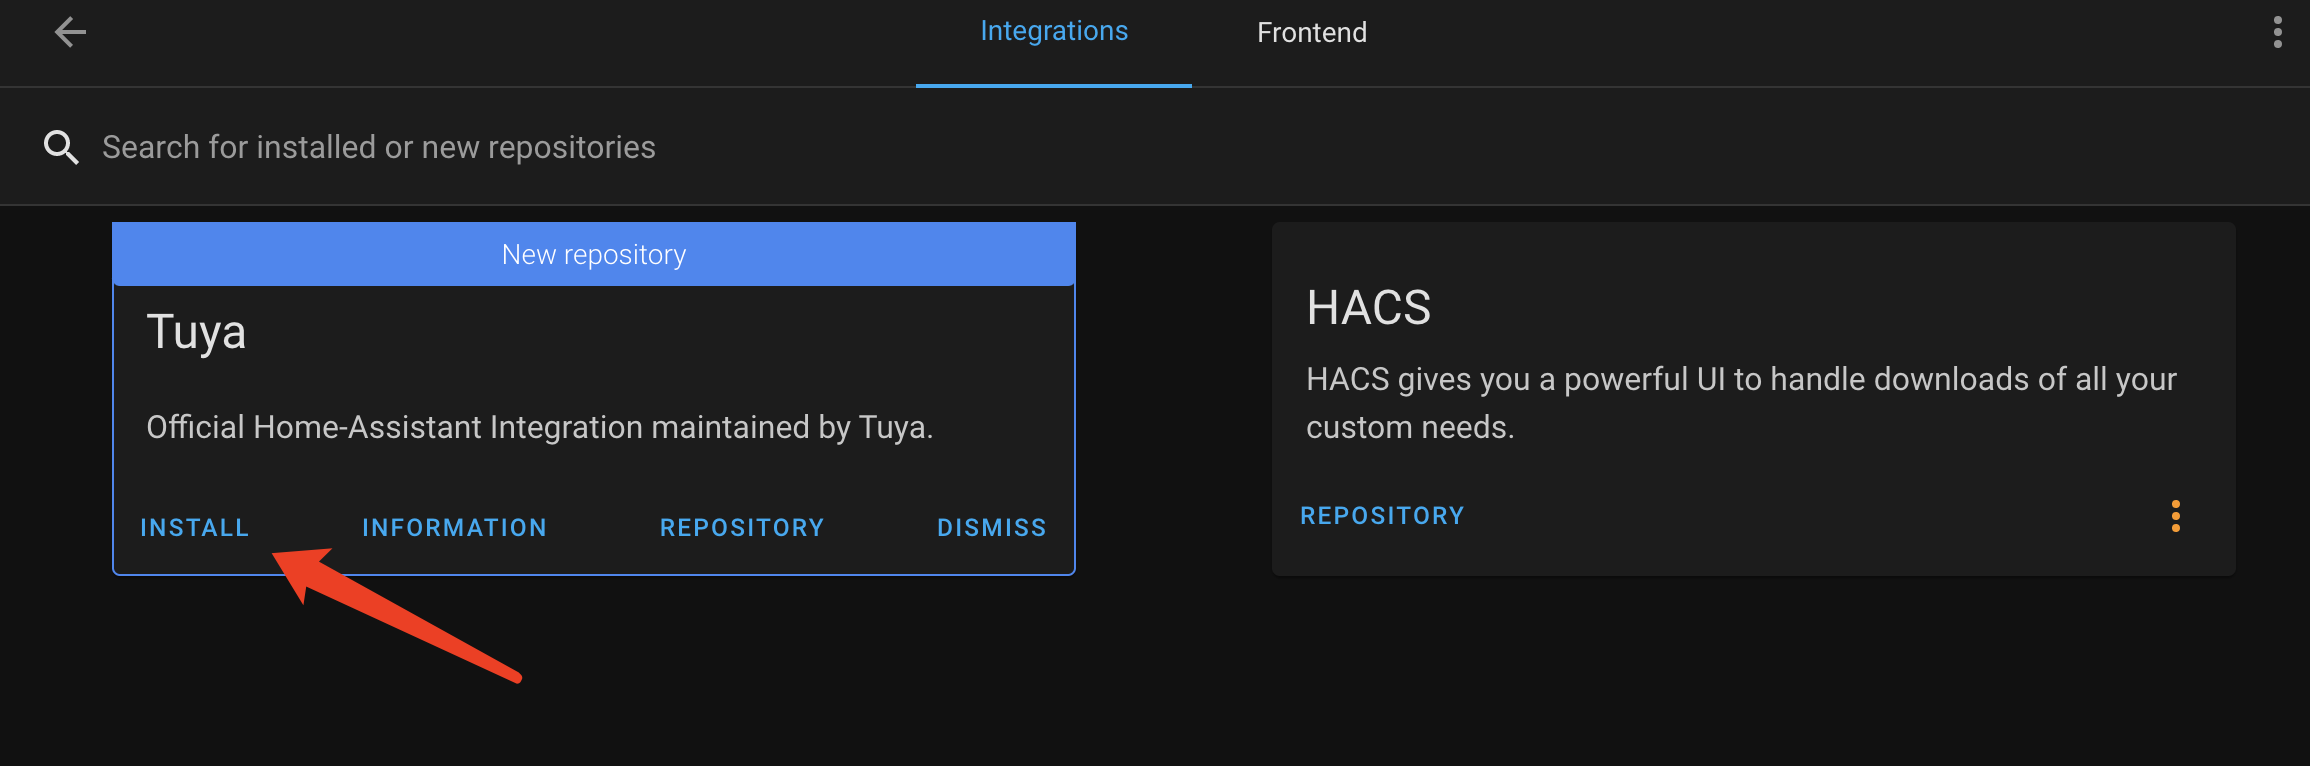 Integrations
Frontend
Search for installed or new repositories
New repository
Tuya
Official Home-Assistant Integration maintained by Tuya.
INSTALL
INFORMATION
REPOSITORY
DISMISS
HACS
HACS gives you a powerful UI to handle downloads of all your
custom needs.
REPOSITORY